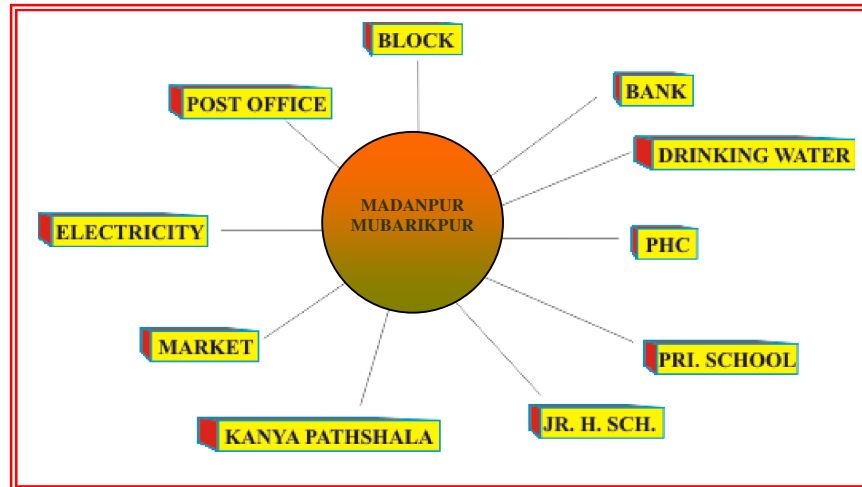 BLOCK
POST OFFICE
BANK
DRINKING WATER
MADANPUR
MUBARIKPUR
ELECTRICITY
PHC
MARKET
PRI. SCHOOL
KANYA PATHSHALA
JR. H. SCH.